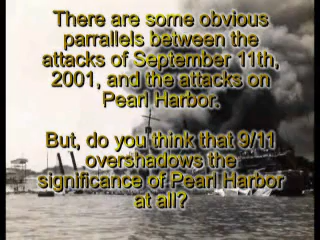 There are some obvious
parrallels between the
attacks of September 11th,
2001, and the attacks on
Pearl Harbor.
But, do you think that 9/11
overshadows the
significance of Pearl Harbor
at all?